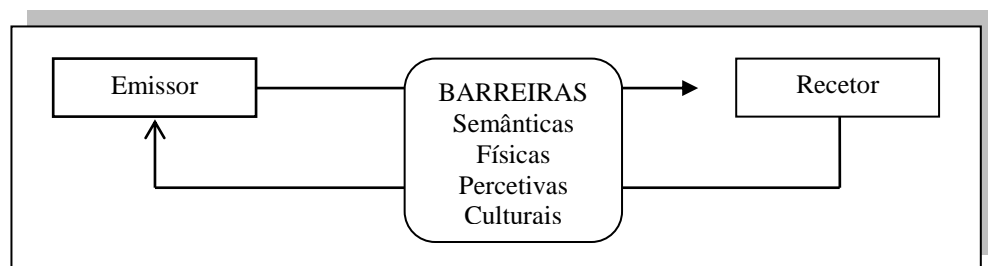 Emissor
BARREIRAS
Semânticas
Físicas
Percetivas
Culturais
Recetor